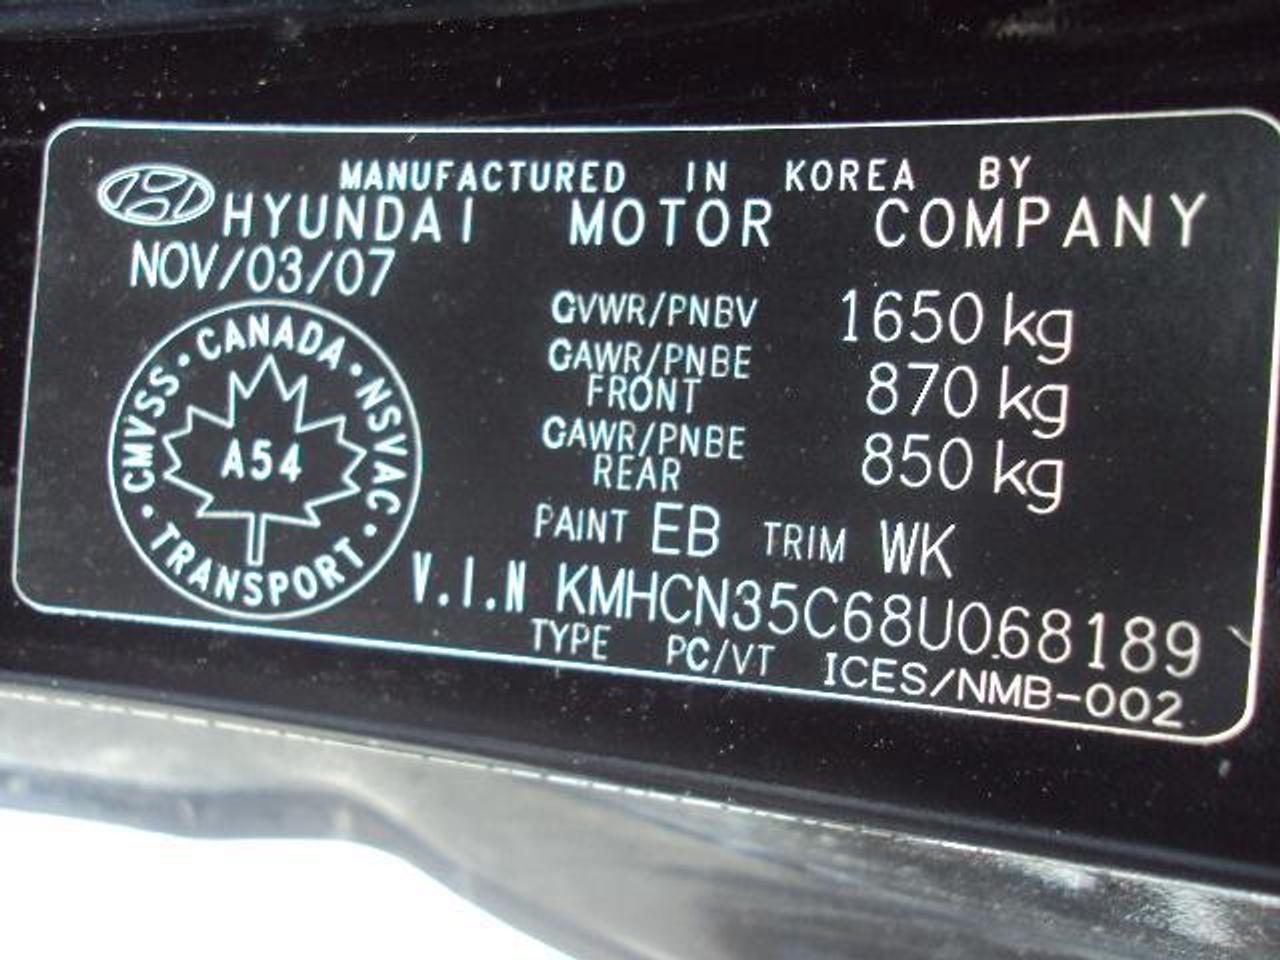 MANUFACTURED IN KOREA BY
HYUNDAI MOTOR COMPANY
NOV/03/07
GVWR/PNBV 1650 kg
GAWR/PNBE FRONT 870 kg
GAWR/PNBE REAR 850 kg
PAINT EB TRIM WK
V.I.N KMHCN35C68U068189
TYPE PC/VT ICES/NMB-002
CANADA • NSVAC • TRANSPORT • CMVSS •
A54